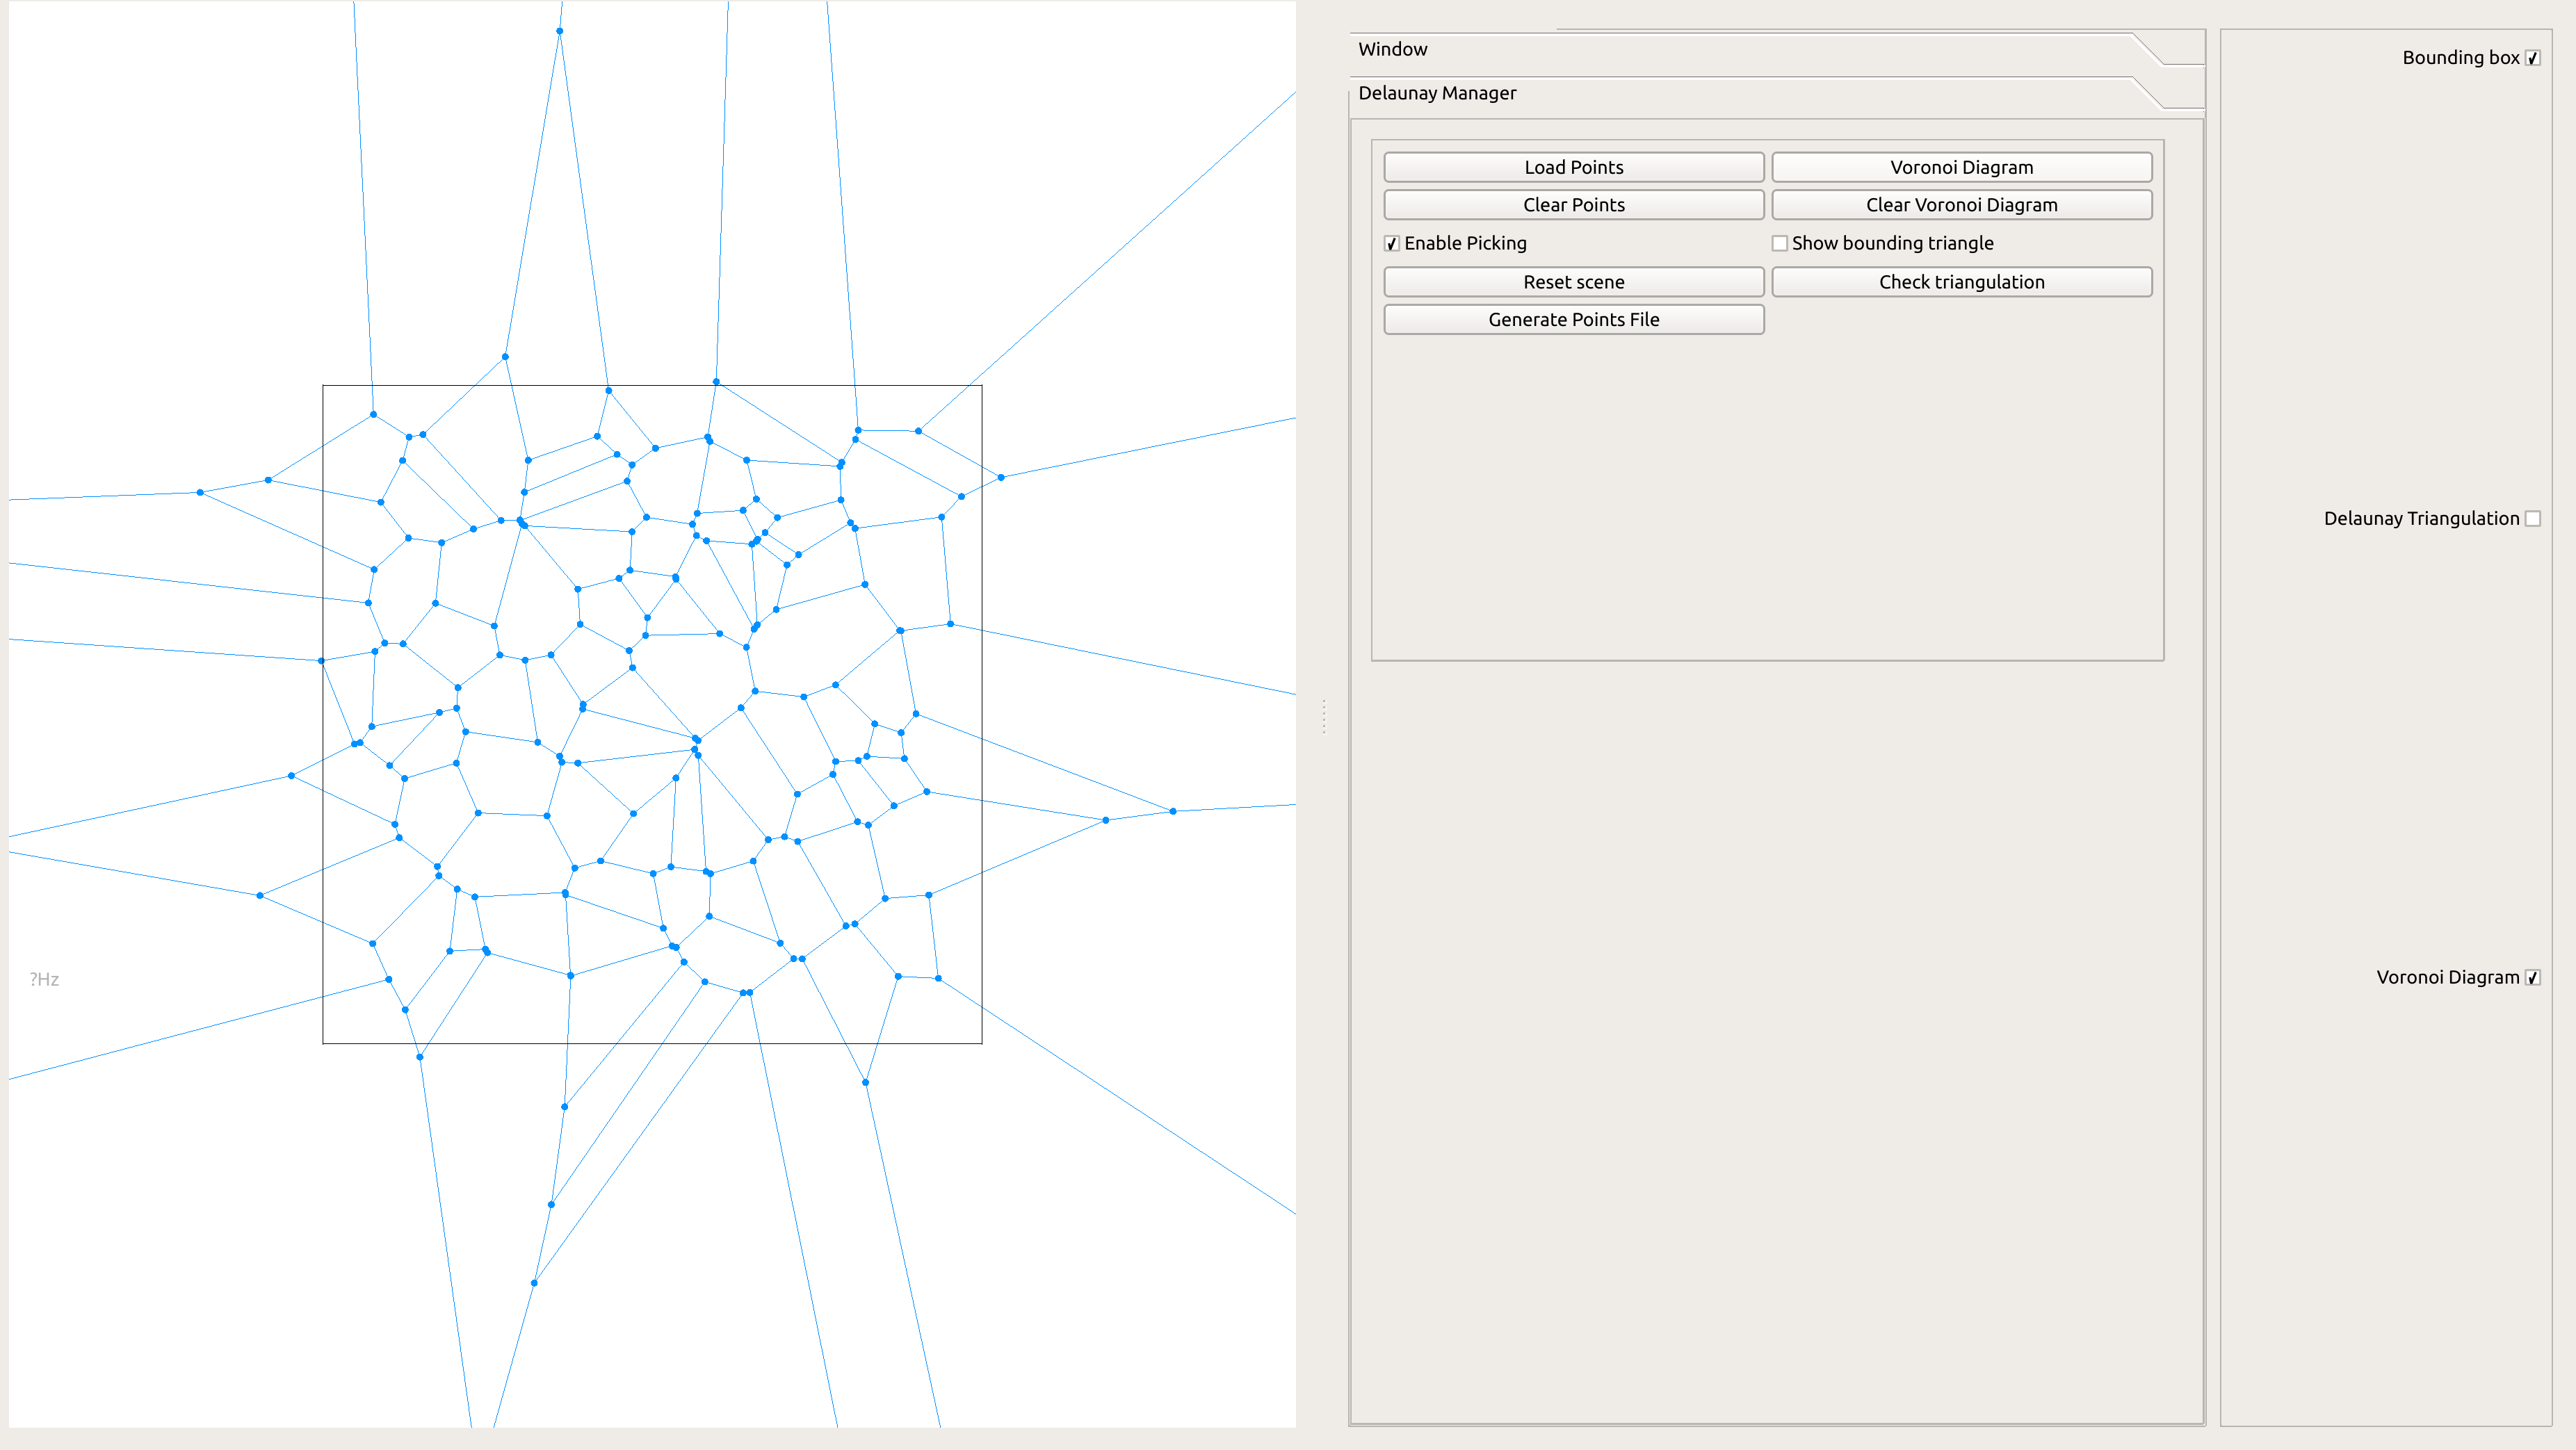 Window
Delaunay Manager
Load Points
Voronoi Diagram
Clear Points
Clear Voronoi Diagram
Enable Picking
Show bounding triangle
Reset scene
Check triangulation
Generate Points File
Bounding box
Delaunay Triangulation
Voronoi Diagram
?Hz